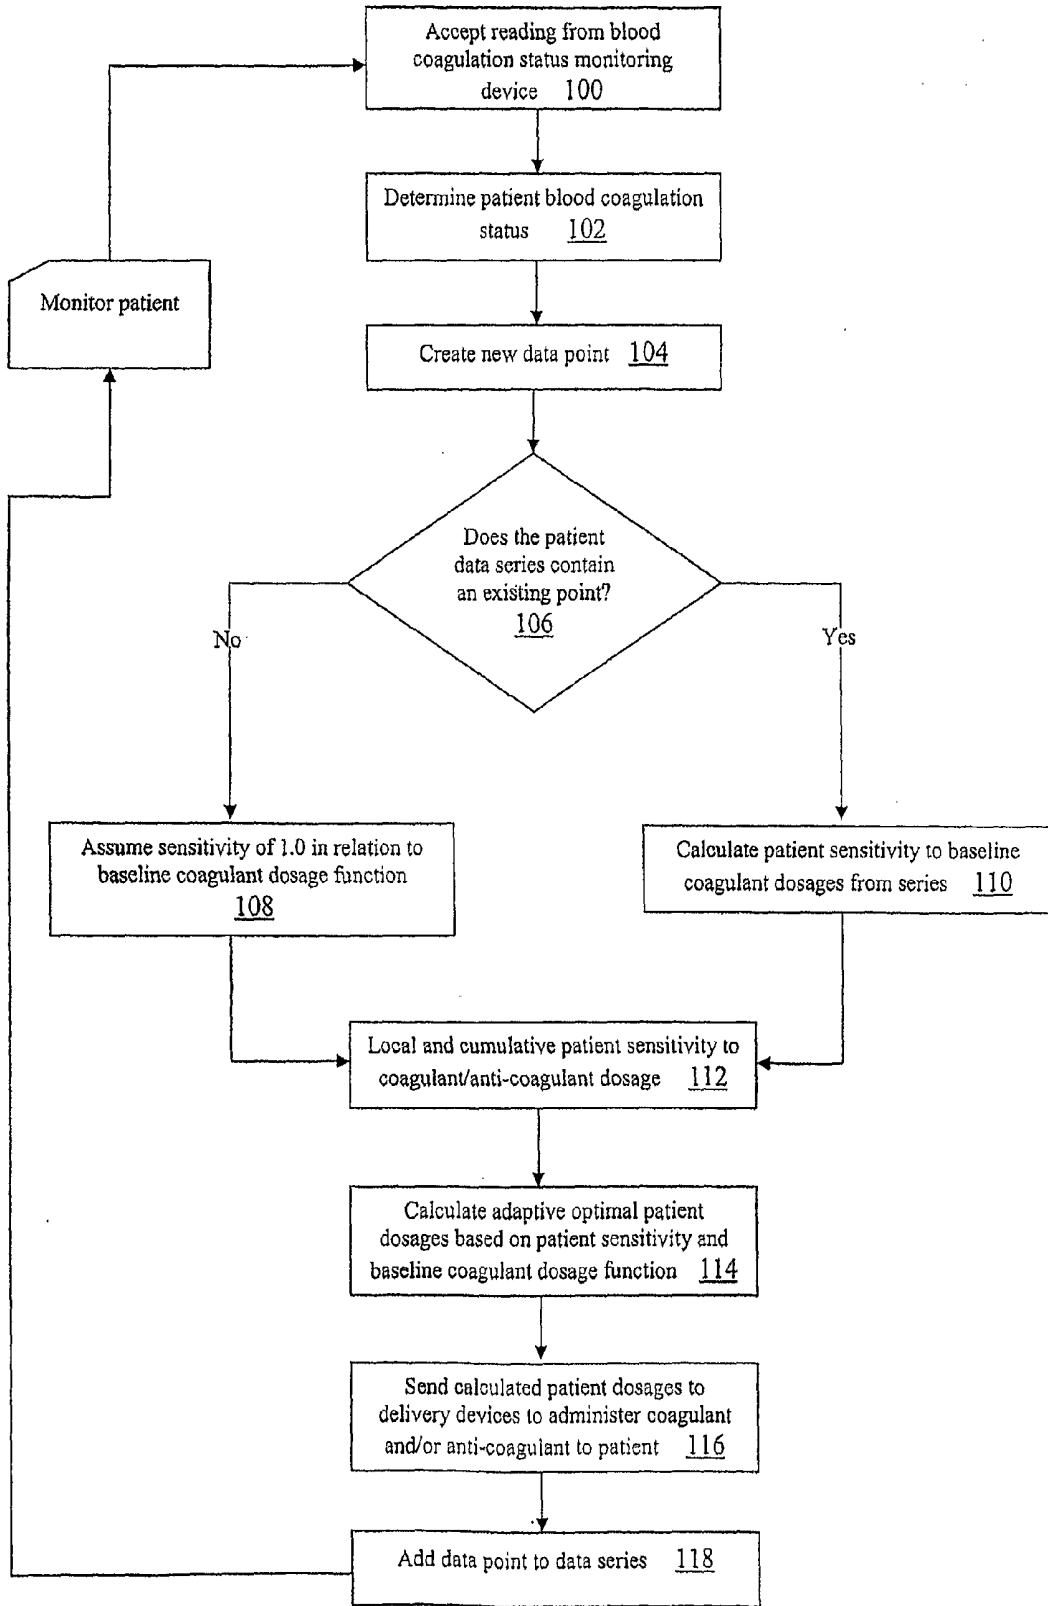 Accept reading from blood
coagulation status monitoring
device 100
Determine patient blood coagulation
status 102
Monitor patient
Create new data point 104
Does the patient
data series contain
an existing point?
106
No
Yes
Assume sensitivity of 1.0 in relation to
baseline coagulant dosage function
108
Calculate patient sensitivity to baseline
coagulant dosages from series 110
Local and cumulative patient sensitivity to
coagulant/anti-coagulant dosage 112
Calculate adaptive optimal patient
dosages based on patient sensitivity and
baseline coagulant dosage function 114
Send calculated patient dosages to
delivery devices to administer coagulant
and/or anti-coagulant to patient 116
Add data point to data series 118